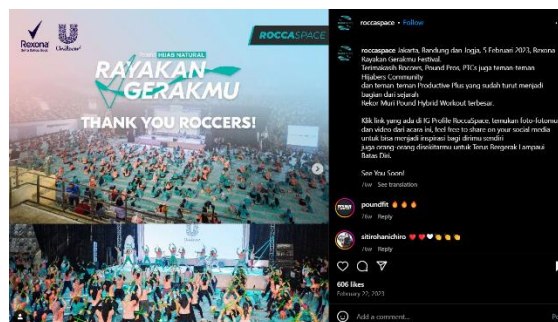 Rexona
Unilever
ROCCASPACE
HIJAB NATURAL
RAYAKAN
GERAKMU
THANK YOU ROCCERS!
Unilever
roccaspace • Follow
roccaspace Jakarta, Bandung dan Jogja, 5 Februari 2023, Rexona
Rayakan Gerakmu Festival.
Terimakasih Roccers, Pound Pros, PTCs juga teman teman
Hijabers Community
dan teman teman Productive Plus yang sudah turut menjadi
bagian dari sejarah
Rekor Muri Pound Hybrid Workout terbesar.
Klik link yang ada di IG Profile RoccaSpace, temukan foto-fotomu
dan video dari acara ini, feel free to share on your social media
untuk bisa menjadi inspirasi bagi dirimu sendiri
juga orang-orang disekitarmu untuk Terus Bergerak Lampaui
Batas Diri.
See You Soon!
76w See translation
poundfit 🔥 🔥 🔥
76w Reply
sitirohanichiro ❤️ ❤️ 🤍 👏 👏 👏
76w Reply
606 likes
February 22, 2023
Add a comment...